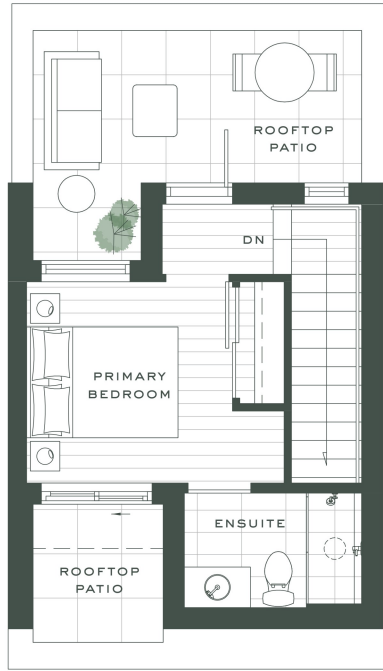 ROOFTOP
PATIO
DN
PRIMARY
BEDROOM
ENSUITE
ROOFTOP
PATIO